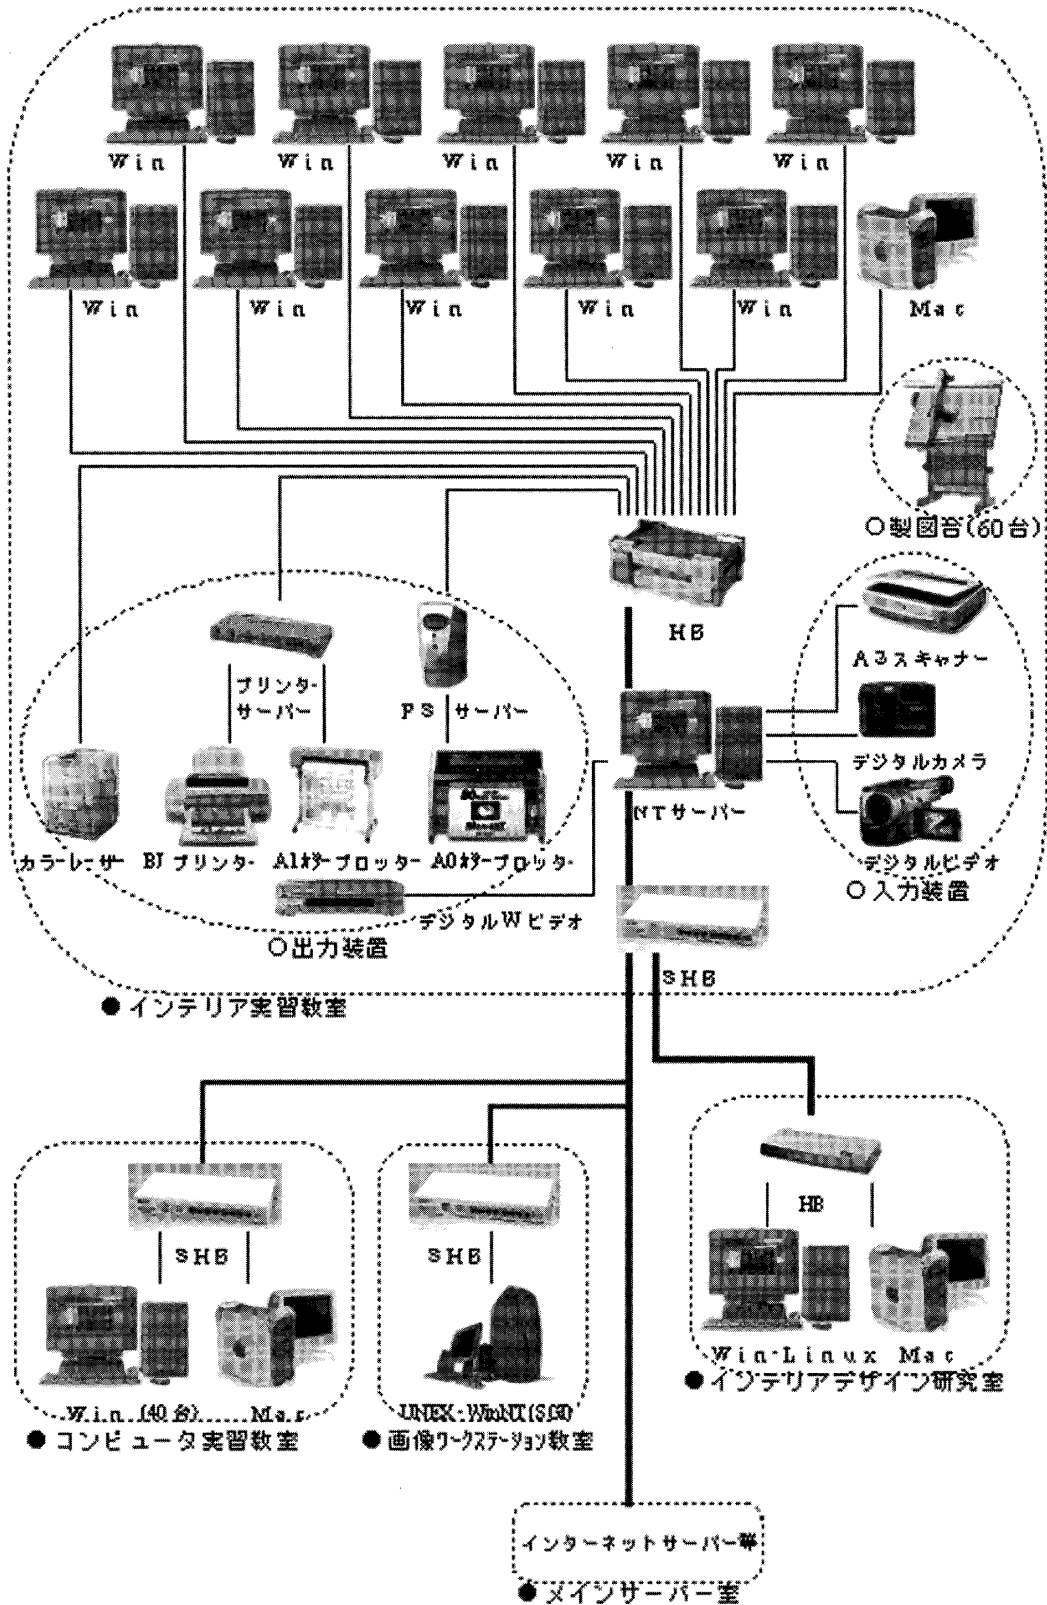 Win Win Win Win Win
Win Win Win Win Win Mac
○製図台(60台)
HB
A3スキャナー
プリンターサーバー
PSサーバー
デジタルカメラ
NTサーバー
カラーレーザー BJプリンター A1カラープロッター A0カラープロッター
デジタルビデオ
○入力装置
デジタルWビデオ
○出力装置
SHB
●インテリア実習教室
HB
SHB SHB
Win-Linux Mac
●インテリアデザイン研究室
Win (40台) Mac UNEX・WinNT(SGI)
●コンピュータ実習教室 ●画像ワークステーション教室
インターネットサーバー等
●メインサーバー室